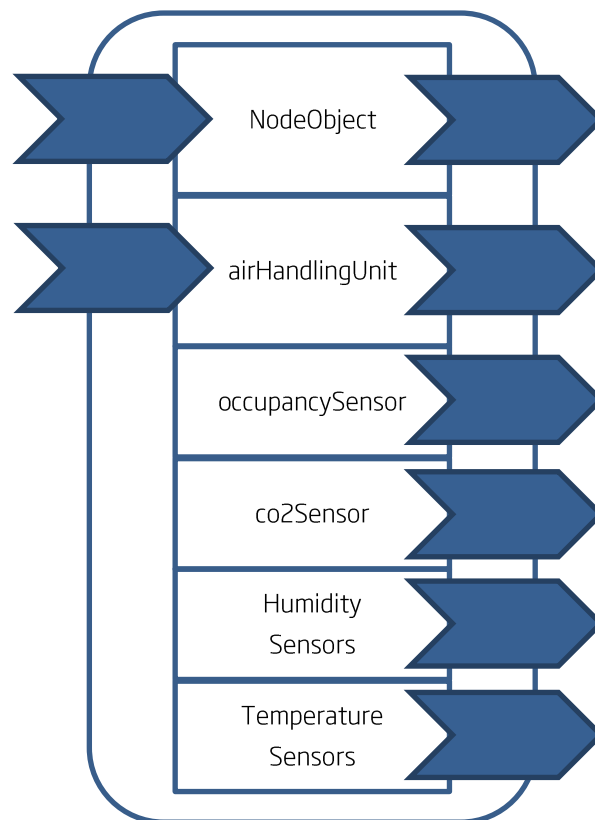 NodeObject
airHandlingUnit
occupancySensor
co2Sensor
Humidity
Sensors
Temperature
Sensors